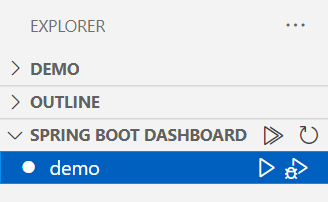 EXPLORER
DEMO
OUTLINE
SPRING BOOT DASHBOARD
demo